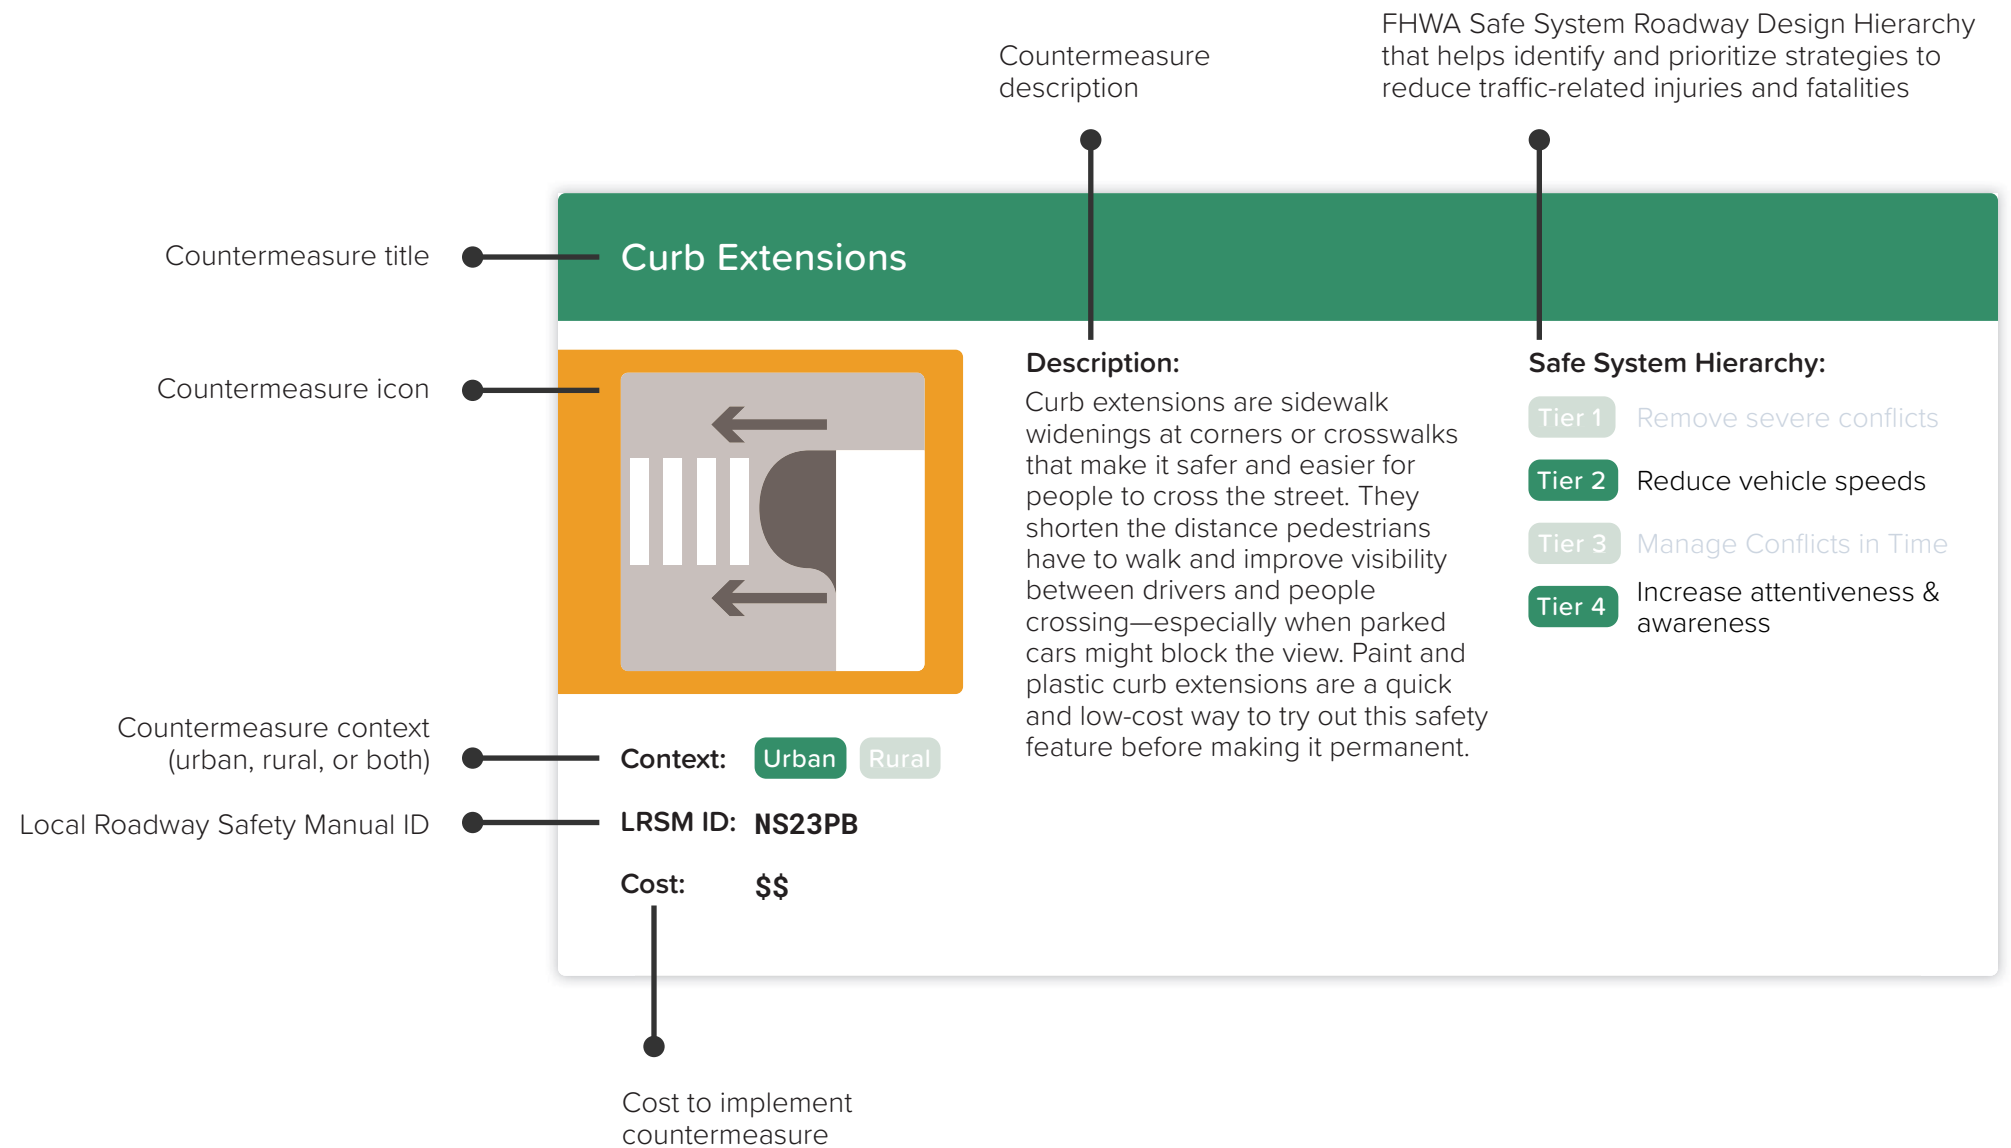 FHWA Safe System Roadway Design Hierarchy
that helps identify and prioritize strategies to
reduce traffic-related injuries and fatalities
Countermeasure
description
Countermeasure title
Curb Extensions
Countermeasure icon
Description:
Curb extensions are sidewalk
widenings at corners or crosswalks
that make it safer and easier for
people to cross the street. They
shorten the distance pedestrians
have to walk and improve visibility
between drivers and people
crossing—especially when parked
cars might block the view. Paint and
plastic curb extensions are a quick
and low-cost way to try out this safety
feature before making it permanent.
Safe System Hierarchy:
Tier 1 Remove severe conflicts
Tier 2 Reduce vehicle speeds
Tier 3 Manage Conflicts in Time
Tier 4 Increase attentiveness &
awareness
Countermeasure context
(urban, rural, or both)
Context: Urban Rural
Local Roadway Safety Manual ID
LRSM ID: NS23PB
Cost: $$
Cost to implement
countermeasure